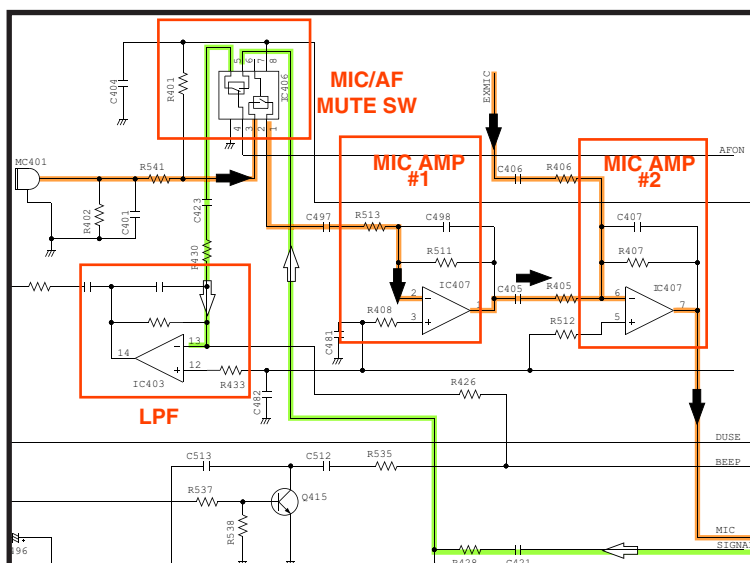 C404
R401
5
6
7
8
IC406
4
3
2
1
MIC/AF
MUTE SW
EXMIC
MC401
R541
MIC AMP
#1
C406
R406
MIC AMP
#2
AFON
R402
C401
C423
R430
C497
R513
C498
R511
IC407
C407
R407
IC407
2
3
1
C405
R405
6
5
7
R408
R512
C481
14
13
12
IC403
R433
C482
LPF
R426
DUSE
BEEP
C513
C512
R535
R537
Q415
R538
496
MIC
SIGNA
R428
C421